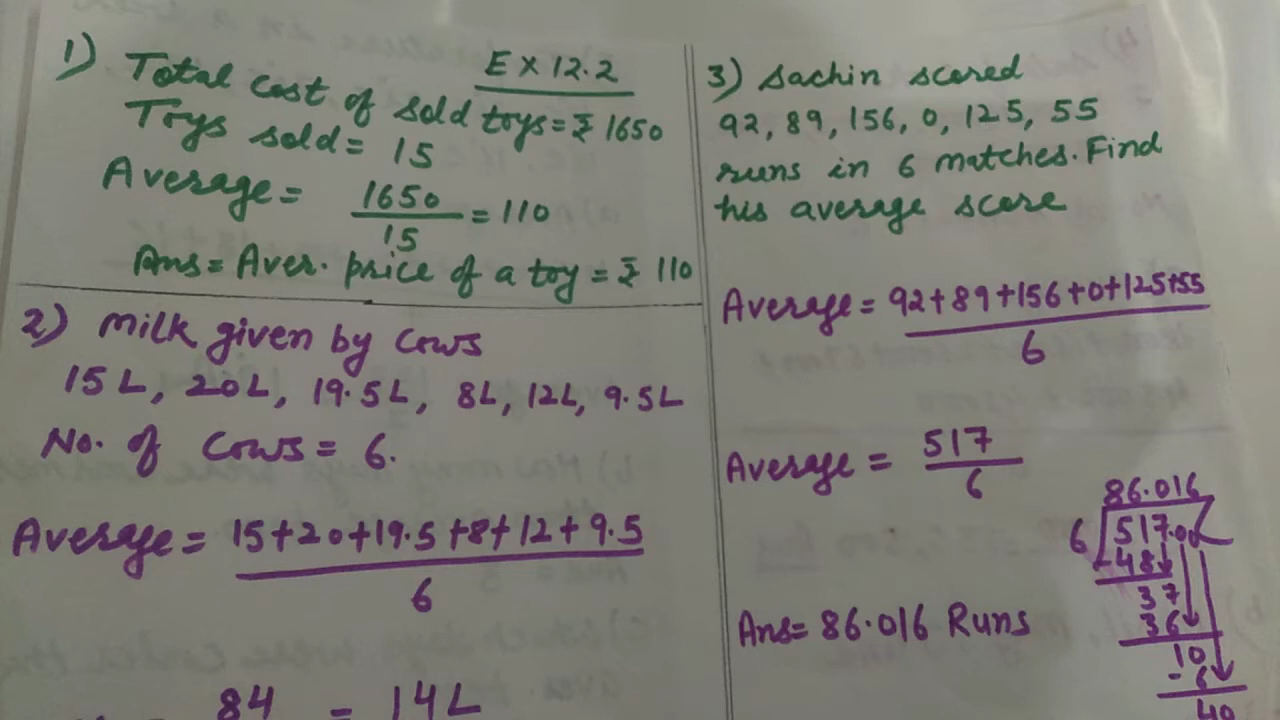 Ex 12.2
1) Total cost of sold toys = ₹ 1650
Toys sold = 15
Average = 1650/15 = 110
Ans = Aver. price of a toy = ₹ 110
2) Milk given by Cows
15 L, 20L, 19.5L, 8L, 12L, 9.5L
No. of Cows = 6.
Average = 15+20+19.5+8+12+9.5
6
84 = 14L
3) Sachin scored
92, 89, 156, 0, 125, 55
runs in 6 matches. Find
his average score
Average = 92+89+156+0+125+55
6
Average = 517
6
86.016
6 517.0
-48
37
36
10
-6
40
Ans = 86.016 Runs